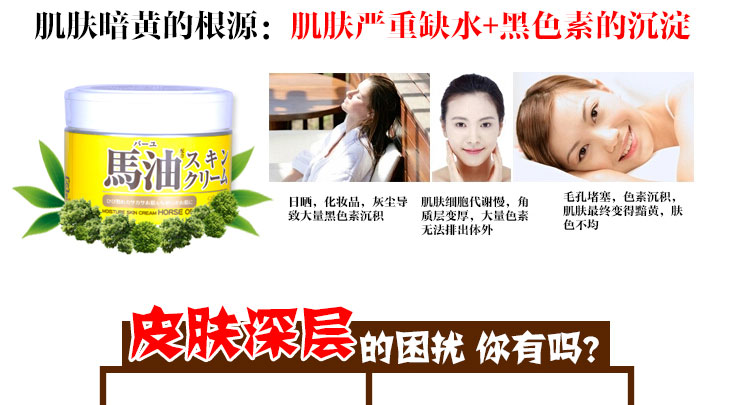 肌肤暗黄的根源：肌肤严重缺水+黑色素的沉淀
バーユ
馬油スキン
クリーム
MOISTURE SKIN CREAM HORSE O
日晒，化妆品，灰尘导
致大量黑色素沉积
肌肤细胞代谢慢，角
质层变厚，大量色素
无法排出体外
毛孔堵塞，色素沉积，
肌肤最终变得黯黄，肤
色不均
皮肤深层的困扰 你有吗?